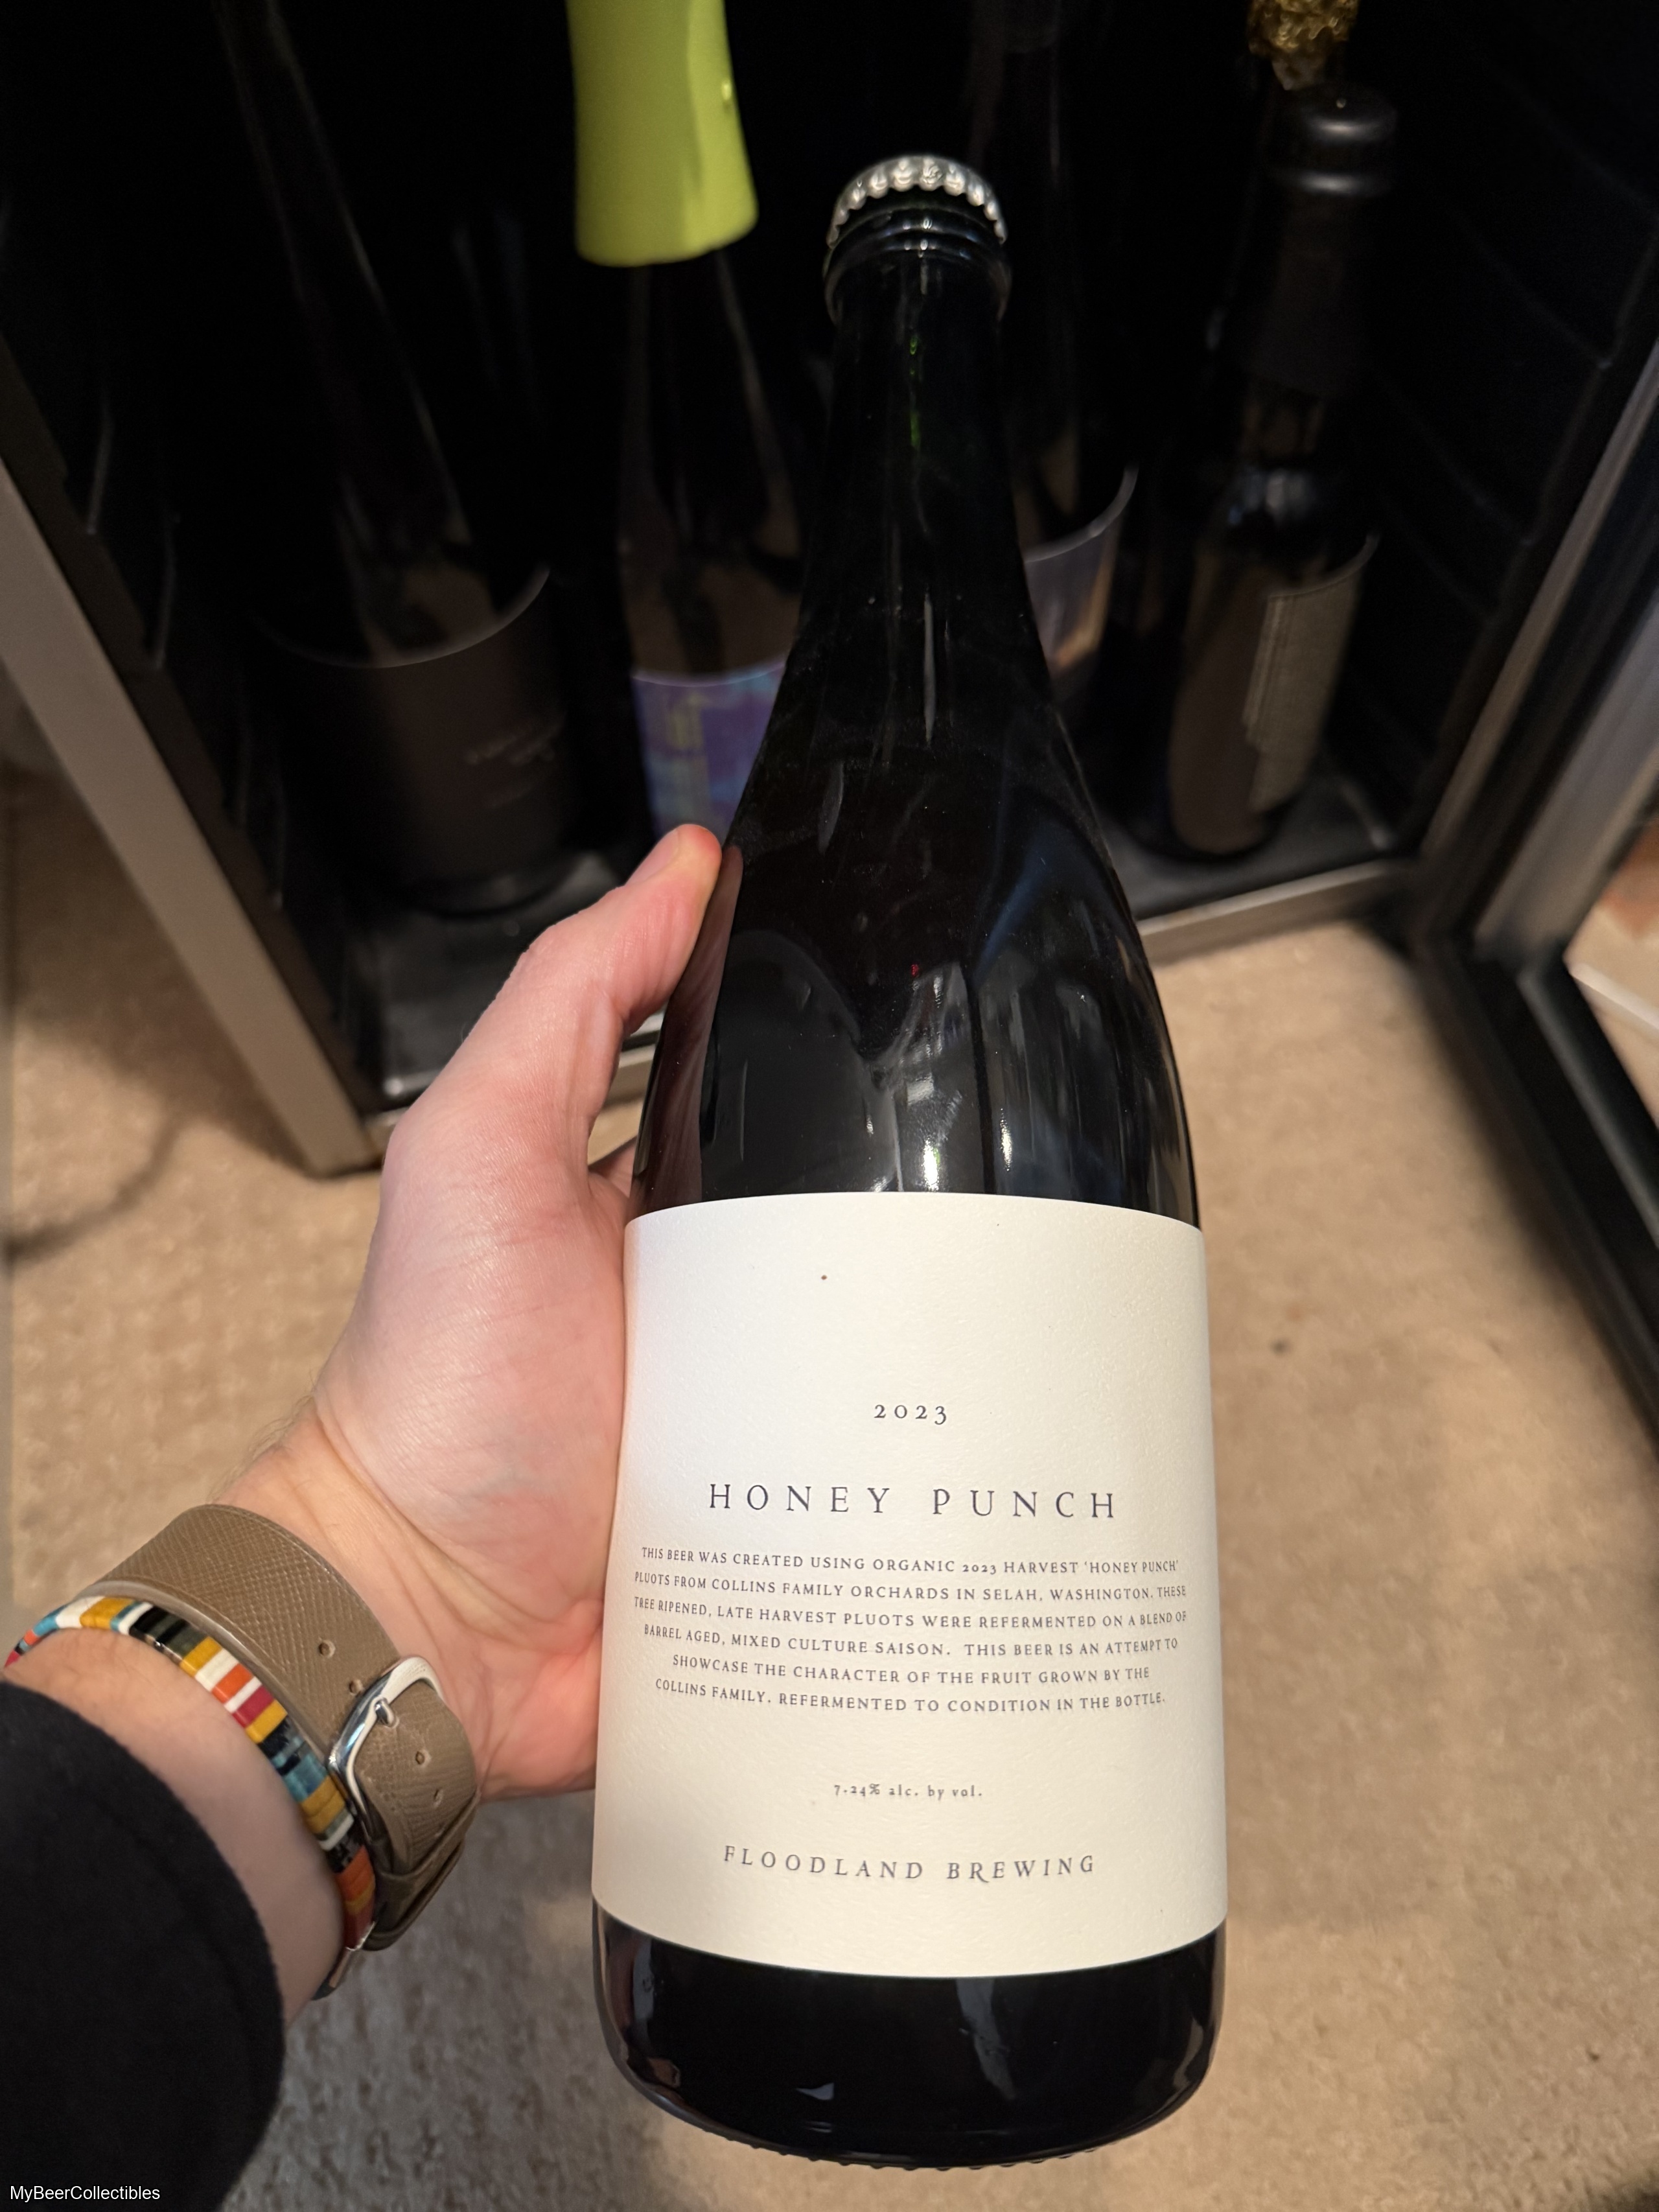 2023
HONEY PUNCH
THIS BEER WAS CREATED USING ORGANIC 2023 HARVEST 'HONEY PUNCH'
PLUOTS FROM COLLINS FAMILY ORCHARDS IN SELAH, WASHINGTON. THESE
TREE RIPENED, LATE HARVEST PLUOTS WERE REFERMENTED ON A BLEND OF
BARREL AGED, MIXED CULTURE SAISON. THIS BEER IS AN ATTEMPT TO
SHOWCASE THE CHARACTER OF THE FRUIT GROWN BY THE
COLLINS FAMILY. REFERMENTED TO CONDITION IN THE BOTTLE.
7.24% alc. by vol.
FLOODLAND BREWING
MyBeerCollectibles